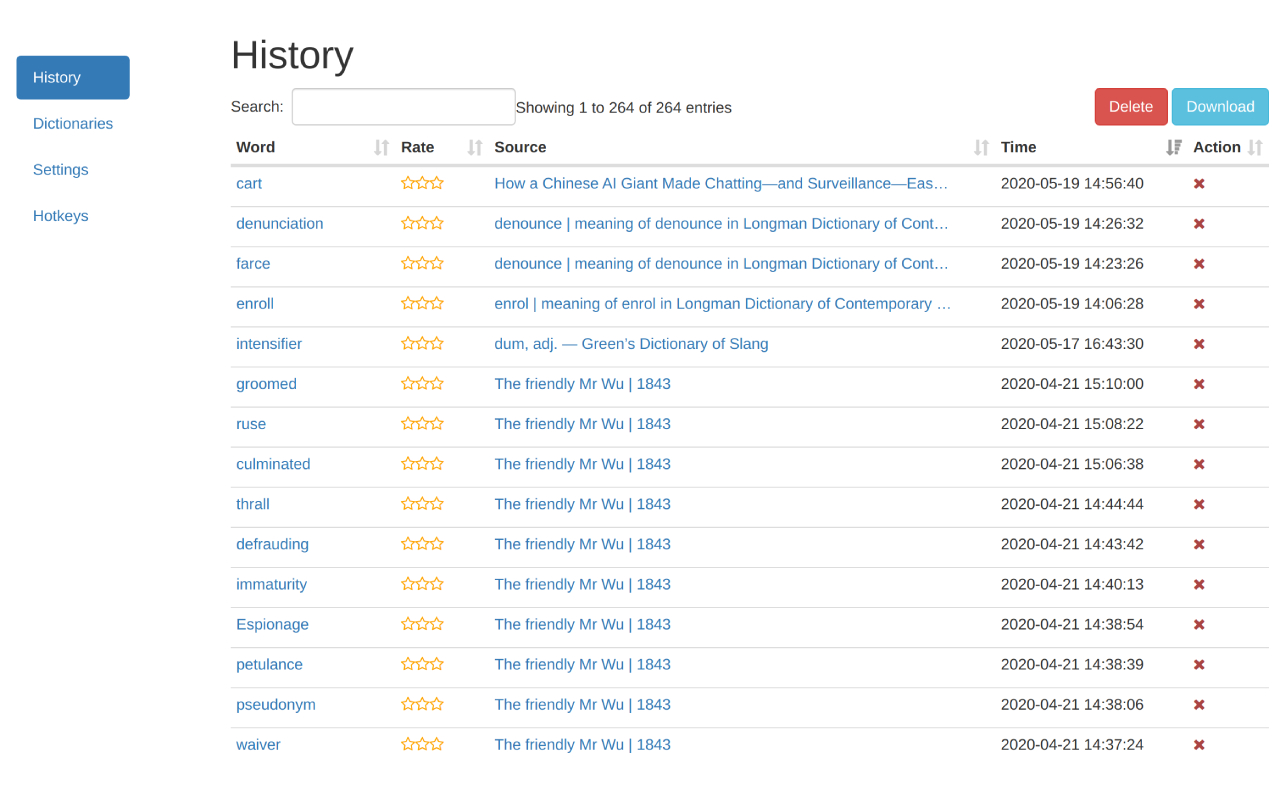 History
History
Dictionaries
Settings
Hotkeys
Search:
Showing 1 to 264 of 264 entries
Delete
Download
Word Rate Source Time Action
cart How a Chinese AI Giant Made Chatting—and Surveillance—Eas… 2020-05-19 14:56:40
denunciation denounce | meaning of denounce in Longman Dictionary of Cont… 2020-05-19 14:26:32
farce denounce | meaning of denounce in Longman Dictionary of Cont… 2020-05-19 14:23:26
enroll enrol | meaning of enrol in Longman Dictionary of Contemporary … 2020-05-19 14:06:28
intensifier dum, adj. — Green’s Dictionary of Slang 2020-05-17 16:43:30
groomed The friendly Mr Wu | 1843 2020-04-21 15:10:00
ruse The friendly Mr Wu | 1843 2020-04-21 15:08:22
culminated The friendly Mr Wu | 1843 2020-04-21 15:06:38
thrall The friendly Mr Wu | 1843 2020-04-21 14:44:44
defrauding The friendly Mr Wu | 1843 2020-04-21 14:43:42
immaturity The friendly Mr Wu | 1843 2020-04-21 14:40:13
Espionage The friendly Mr Wu | 1843 2020-04-21 14:38:54
petulance The friendly Mr Wu | 1843 2020-04-21 14:38:39
pseudonym The friendly Mr Wu | 1843 2020-04-21 14:38:06
waiver The friendly Mr Wu | 1843 2020-04-21 14:37:24